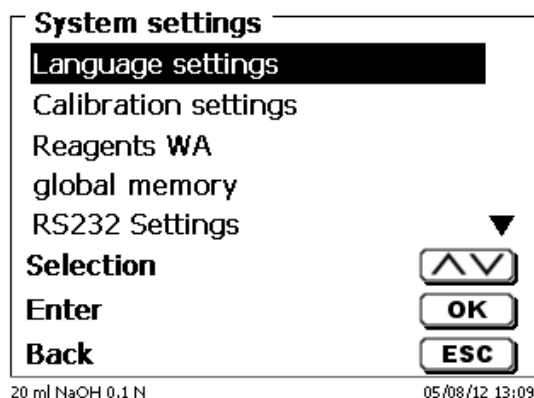 System settings
Language settings
Calibration settings
Reagents WA
global memory
RS232 Settings
Selection
Enter OK
Back ESC
20 ml NaOH 0.1 N 05/08/12 13:09